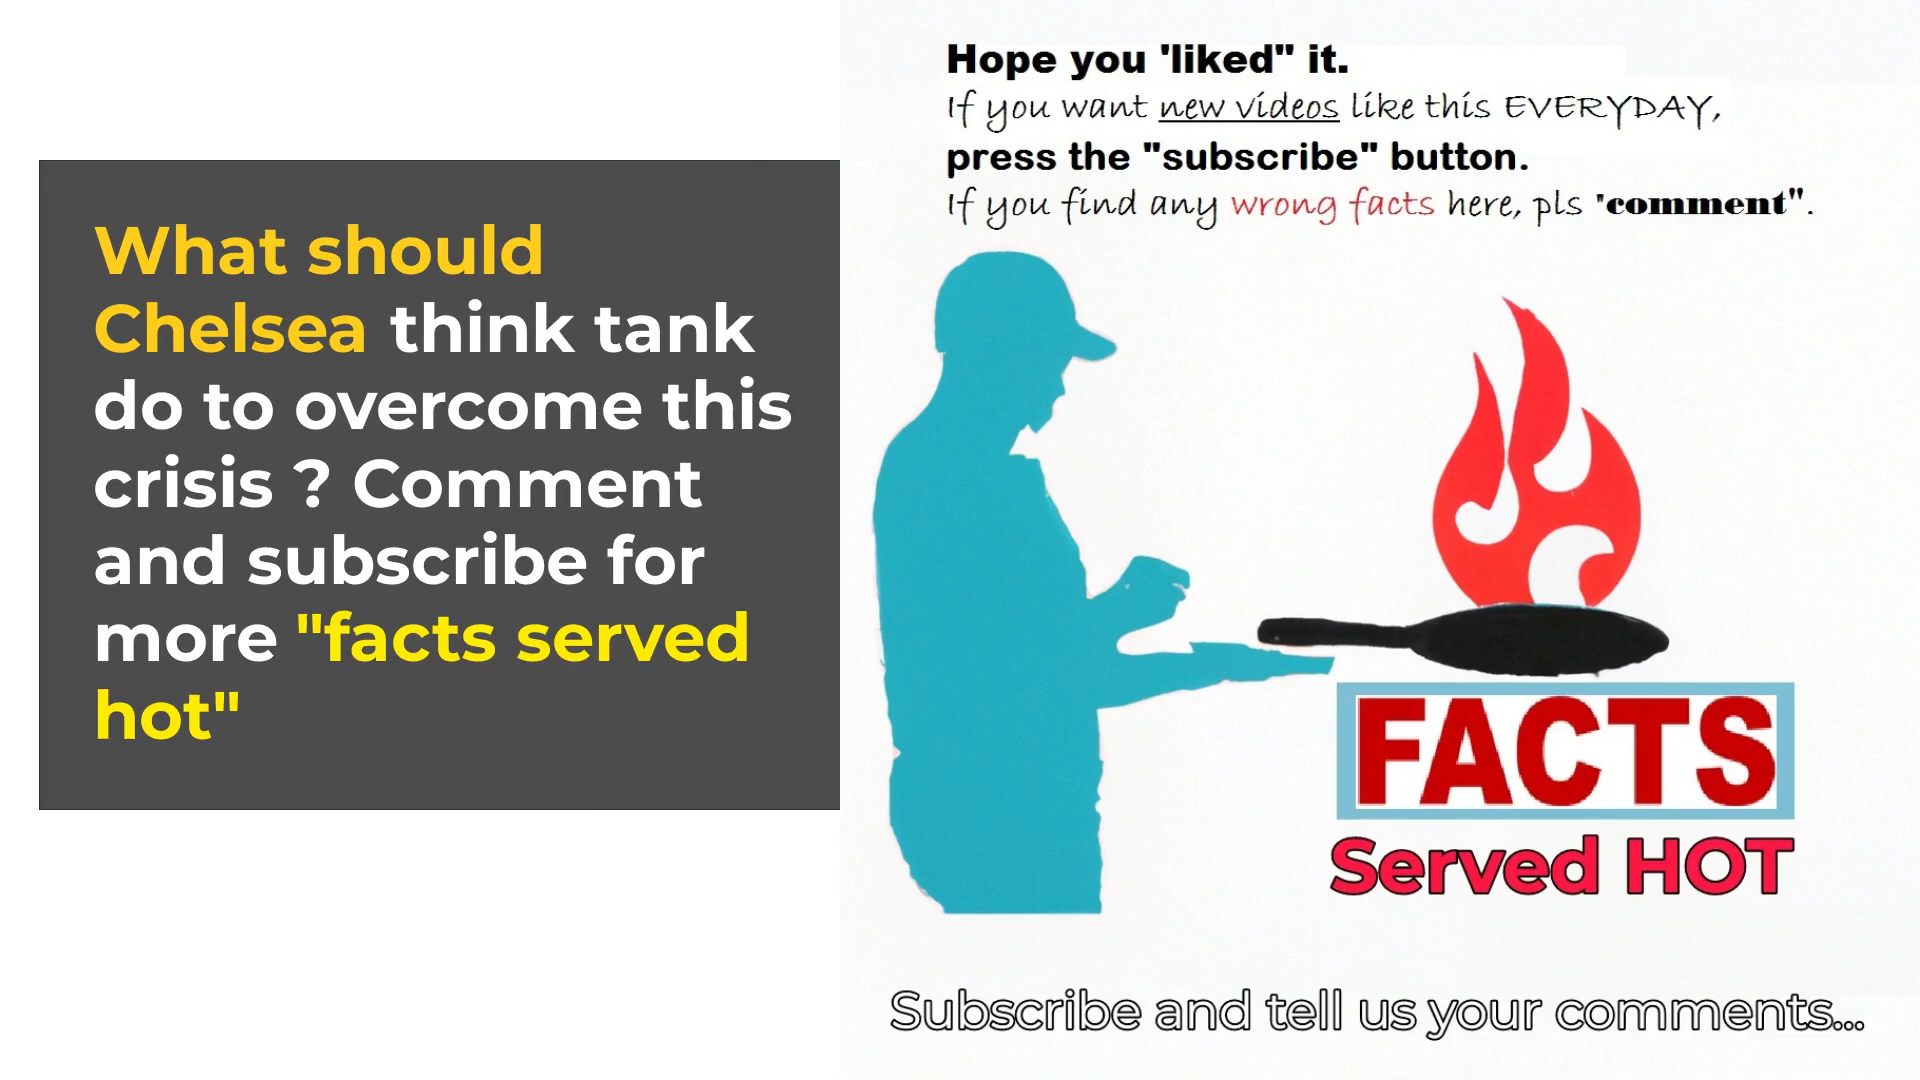 What should
Chelsea think tank
do to overcome this
crisis ? Comment
and subscribe for
more "facts served
hot"
Hope you 'liked" it.
If you want new videos like this EVERYDAY,
press the "subscribe" button.
If you find any wrong facts here, pls "comment".
FACTS
Served HOT
Subscribe and tell us your comments...